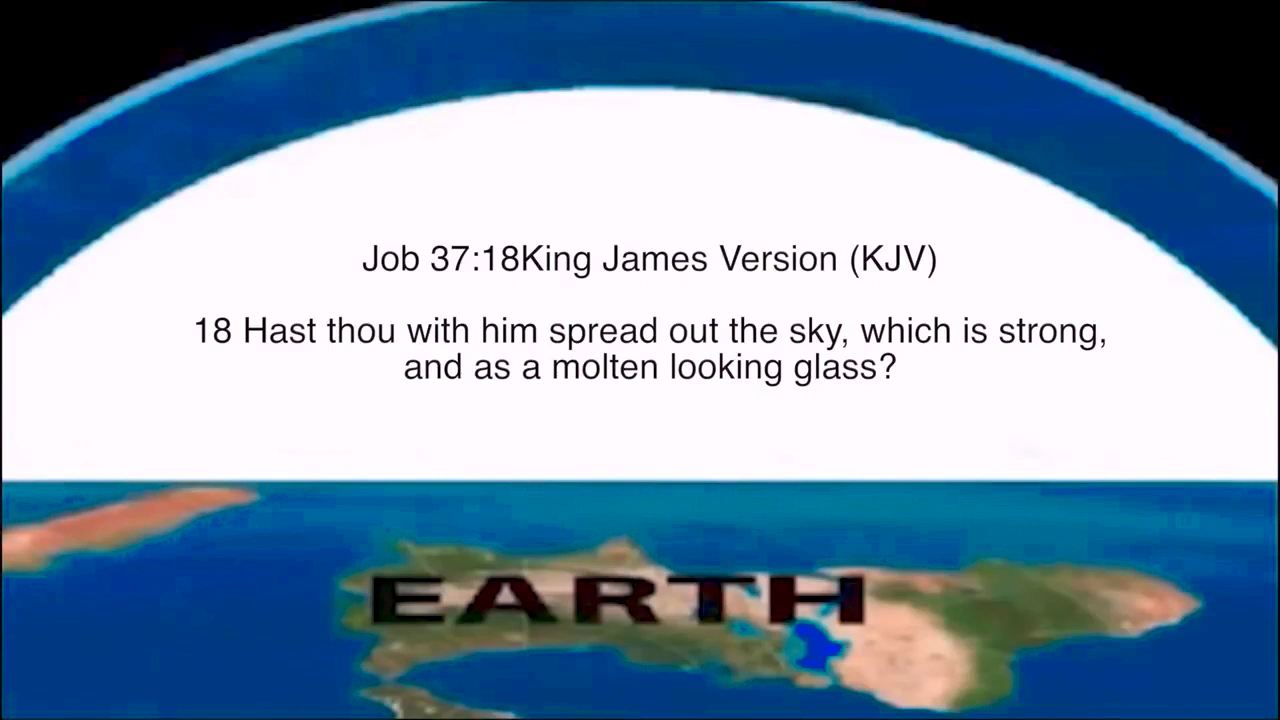 Job 37:18King James Version (KJV)
18 Hast thou with him spread out the sky, which is strong,
and as a molten looking glass?
EARTH